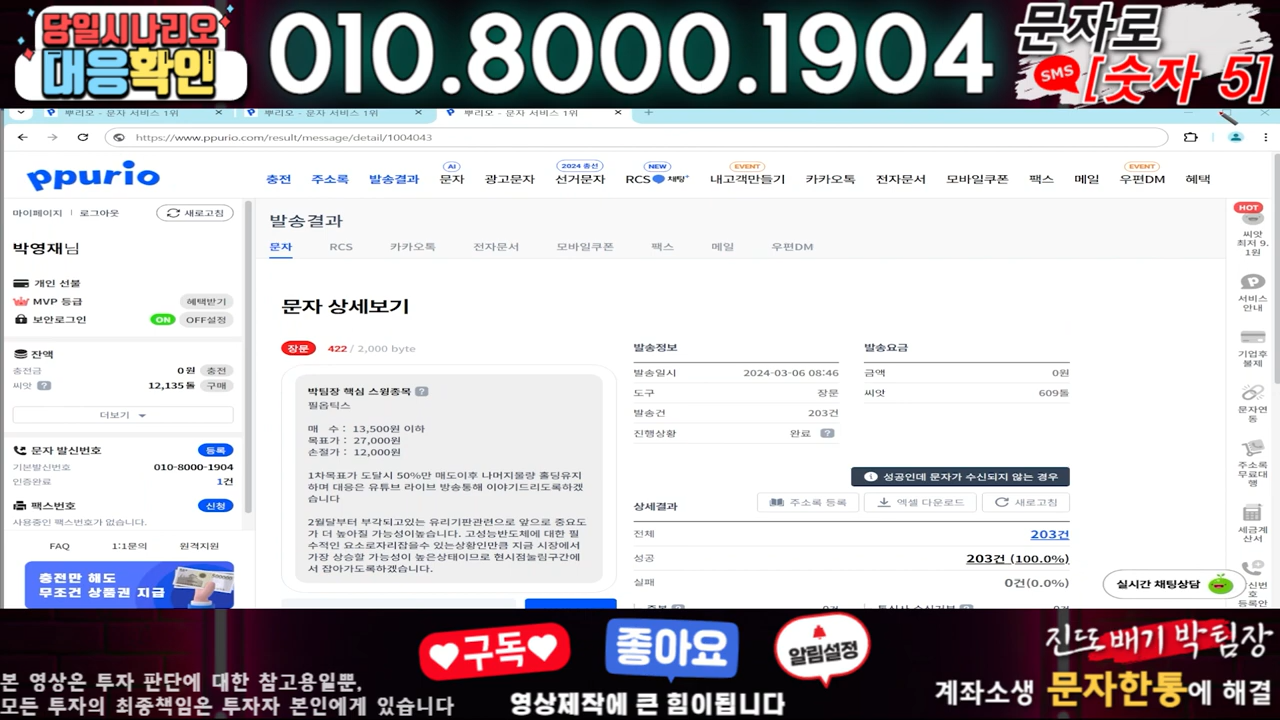 당일시나리오
대응확인
010.8000.1904
문자로
SMS
[숫자 5]
뿌리오 - 문자 서비스 1위
뿌리오 - 문자 서비스 1위
뿌리오 - 문자 서비스 1위
https://www.ppurio.com/result/message/detail/1004043
ppurio
충전
주소록
발송결과
AI
문자
광고문자
2024 총선
선거문자
NEW
RCS 채팅+
EVENT
내고객만들기
카카오톡
전자문서
모바일쿠폰
팩스
메일
EVENT
우편DM
혜택
마이페이지 | 로그아웃
새로고침
박영재님
개인 선불
MVP 등급
혜택받기
보안로그인
ON
OFF설정
잔액
충전금
0원
충전
씨앗 ?
12,135톨
구매
더보기
문자 발신번호
등록
기본발신번호
010-8000-1904
인증완료
1건
팩스번호
신청
사용중인 팩스번호가 없습니다.
FAQ
1:1문의
원격지원
충전만 해도
무조건 상품권 지급
발송결과
문자
RCS
카카오톡
전자문서
모바일쿠폰
팩스
메일
우편DM
문자 상세보기
장문
422 / 2,000 byte
박팀장 핵심 스윙종목 ?
필옵틱스
매 수 : 13,500원 이하
목표가 : 27,000원
손절가 : 12,000원
1차목표가 도달시 50%만 매도이후 나머지물량 홀딩유지
하며 대응은 유튜브 라이브 방송통해 이야기드리도록하겠
습니다
2월달부터 부각되고있는 유리기판관련으로 앞으로 중요도
가 더 높아질 가능성이높습니다. 고성능반도체에 대한 필
수적인 요소로자리잡을수 있는상황인만큼 지금 시장에서
가장 상승할 가능성이 높은상태이므로 현시점눌림구간에
서 잡아가도록하겠습니다.
발송정보
발송일시
2024-03-06 08:46
도구
장문
발송건
203건
진행상황
완료 ?
발송요금
금액
0원
씨앗
609톨
성공인데 문자가 수신되지 않는 경우
상세결과
주소록 등록
엑셀 다운로드
새로고침
전체
203건
성공
203건 (100.0%)
실패
0건(0.0%)
HOT
씨앗
최저 9.
1원
서비스
안내
기업후
불제
문자연
동
주소록
무료대
행
세금계
산서
발신번
호
등록안
실시간 채팅상담
본 영상은 투자 판단에 대한 참고용일뿐,
모든 투자의 최종책임은 투자자 본인에게 있습니다
구독
좋아요
알림설정
영상제작에 큰 힘이됩니다
진또배기 박팀장
계좌소생 문자한통에 해결